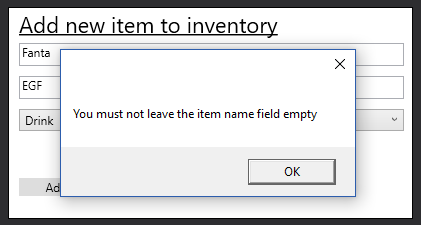 Add new item to inventory
Fanta
EGF
You must not leave the item name field empty
Drink
OK
Ad